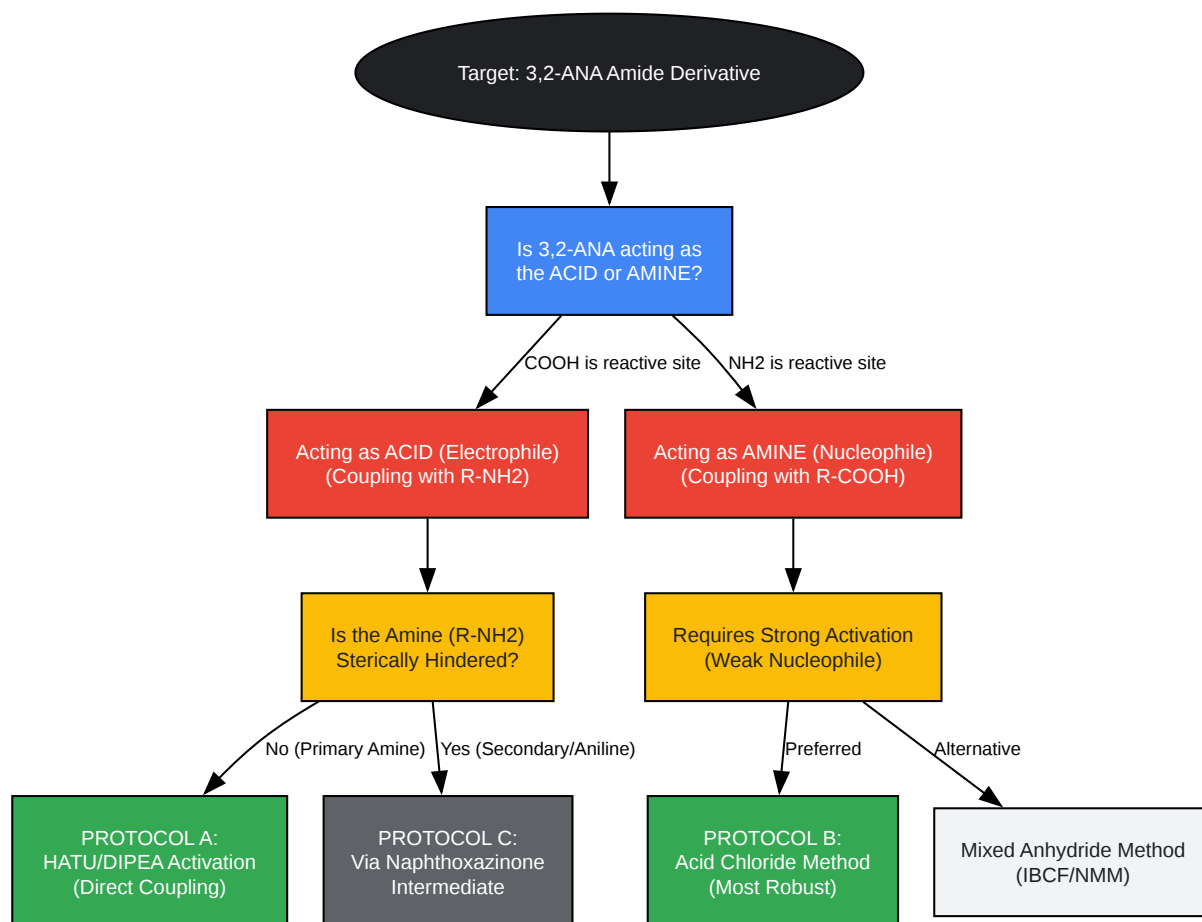 Target: 3,2-ANA Amide Derivative
Is 3,2-ANA acting as
the ACID or AMINE?
COOH is reactive site
NH2 is reactive site
Acting as ACID (Electrophile)
(Coupling with R-NH2)
Acting as AMINE (Nucleophile)
(Coupling with R-COOH)
Is the Amine (R-NH2)
Sterically Hindered?
Requires Strong Activation
(Weak Nucleophile)
No (Primary Amine)
Yes (Secondary/Aniline)
Preferred
Alternative
PROTOCOL A:
HATU/DIPEA Activation
(Direct Coupling)
PROTOCOL C:
Via Naphthoxazinone
Intermediate
PROTOCOL B:
Acid Chloride Method
(Most Robust)
Mixed Anhydride Method
(IBCF/NMM)